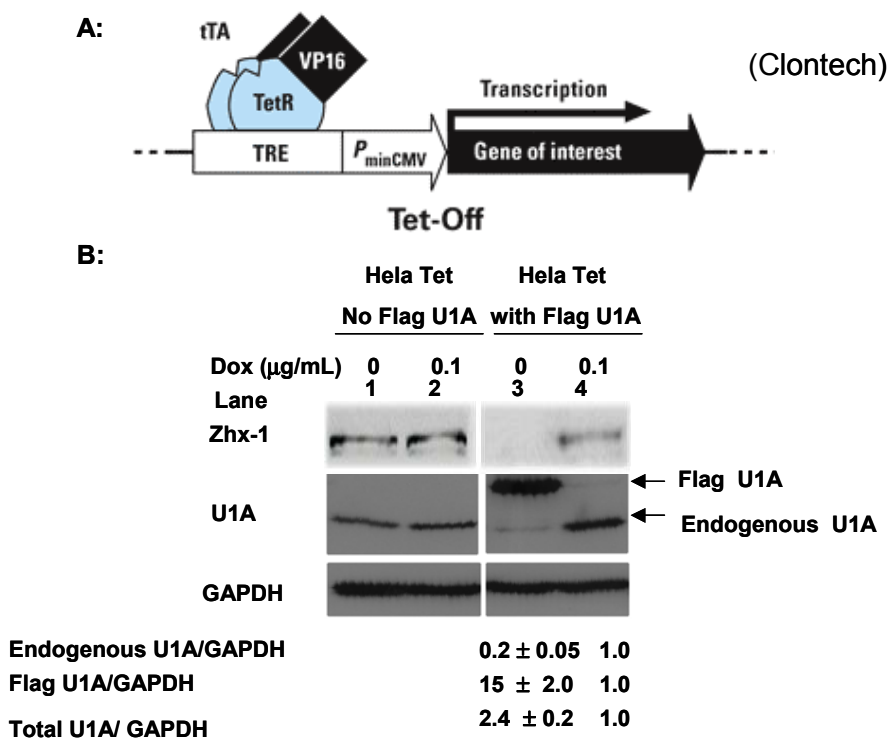 A:
tTA
VP16
(Clontech)
TetR
Transcription
TRE
PminCMV
Gene of interest
Tet-Off
B:
Hela Tet Hela Tet
No Flag U1A with Flag U1A
Dox (μg/mL) 0 0.1 0 0.1
Lane 1 2 3 4
Zhx-1
Flag U1A
U1A
Endogenous U1A
GAPDH
Endogenous U1A/GAPDH 0.2 ± 0.05 1.0
Flag U1A/GAPDH 15 ± 2.0 1.0
Total U1A/ GAPDH 2.4 ± 0.2 1.0